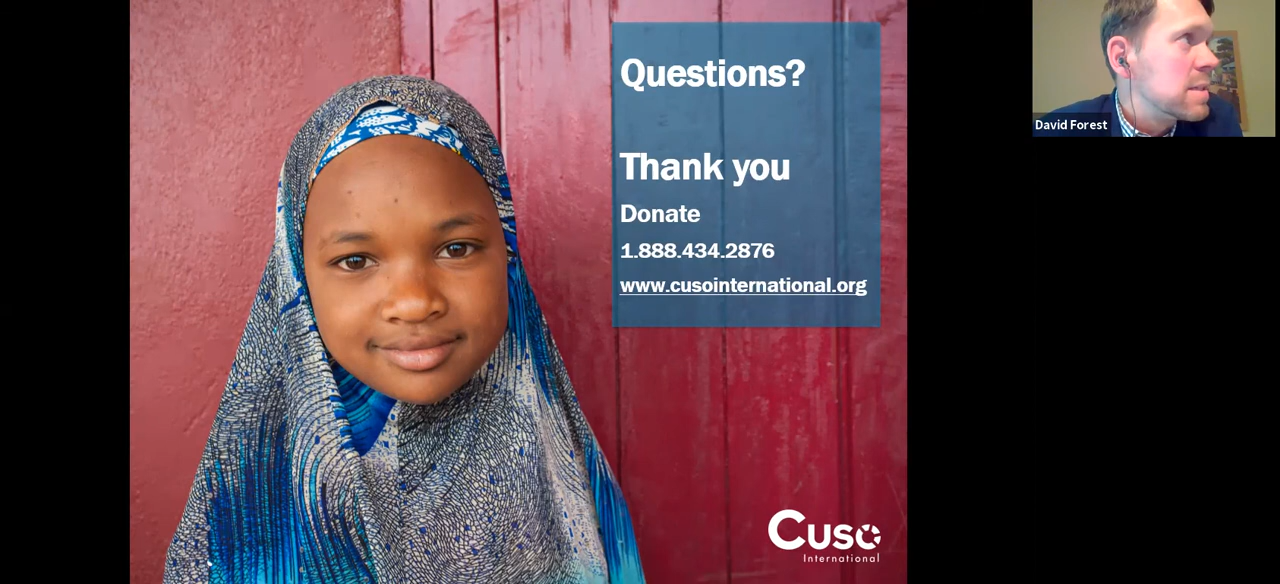 Questions?
Thank you
Donate
1.888.434.2876
www.cusointernational.org
David Forest
Cuso
International